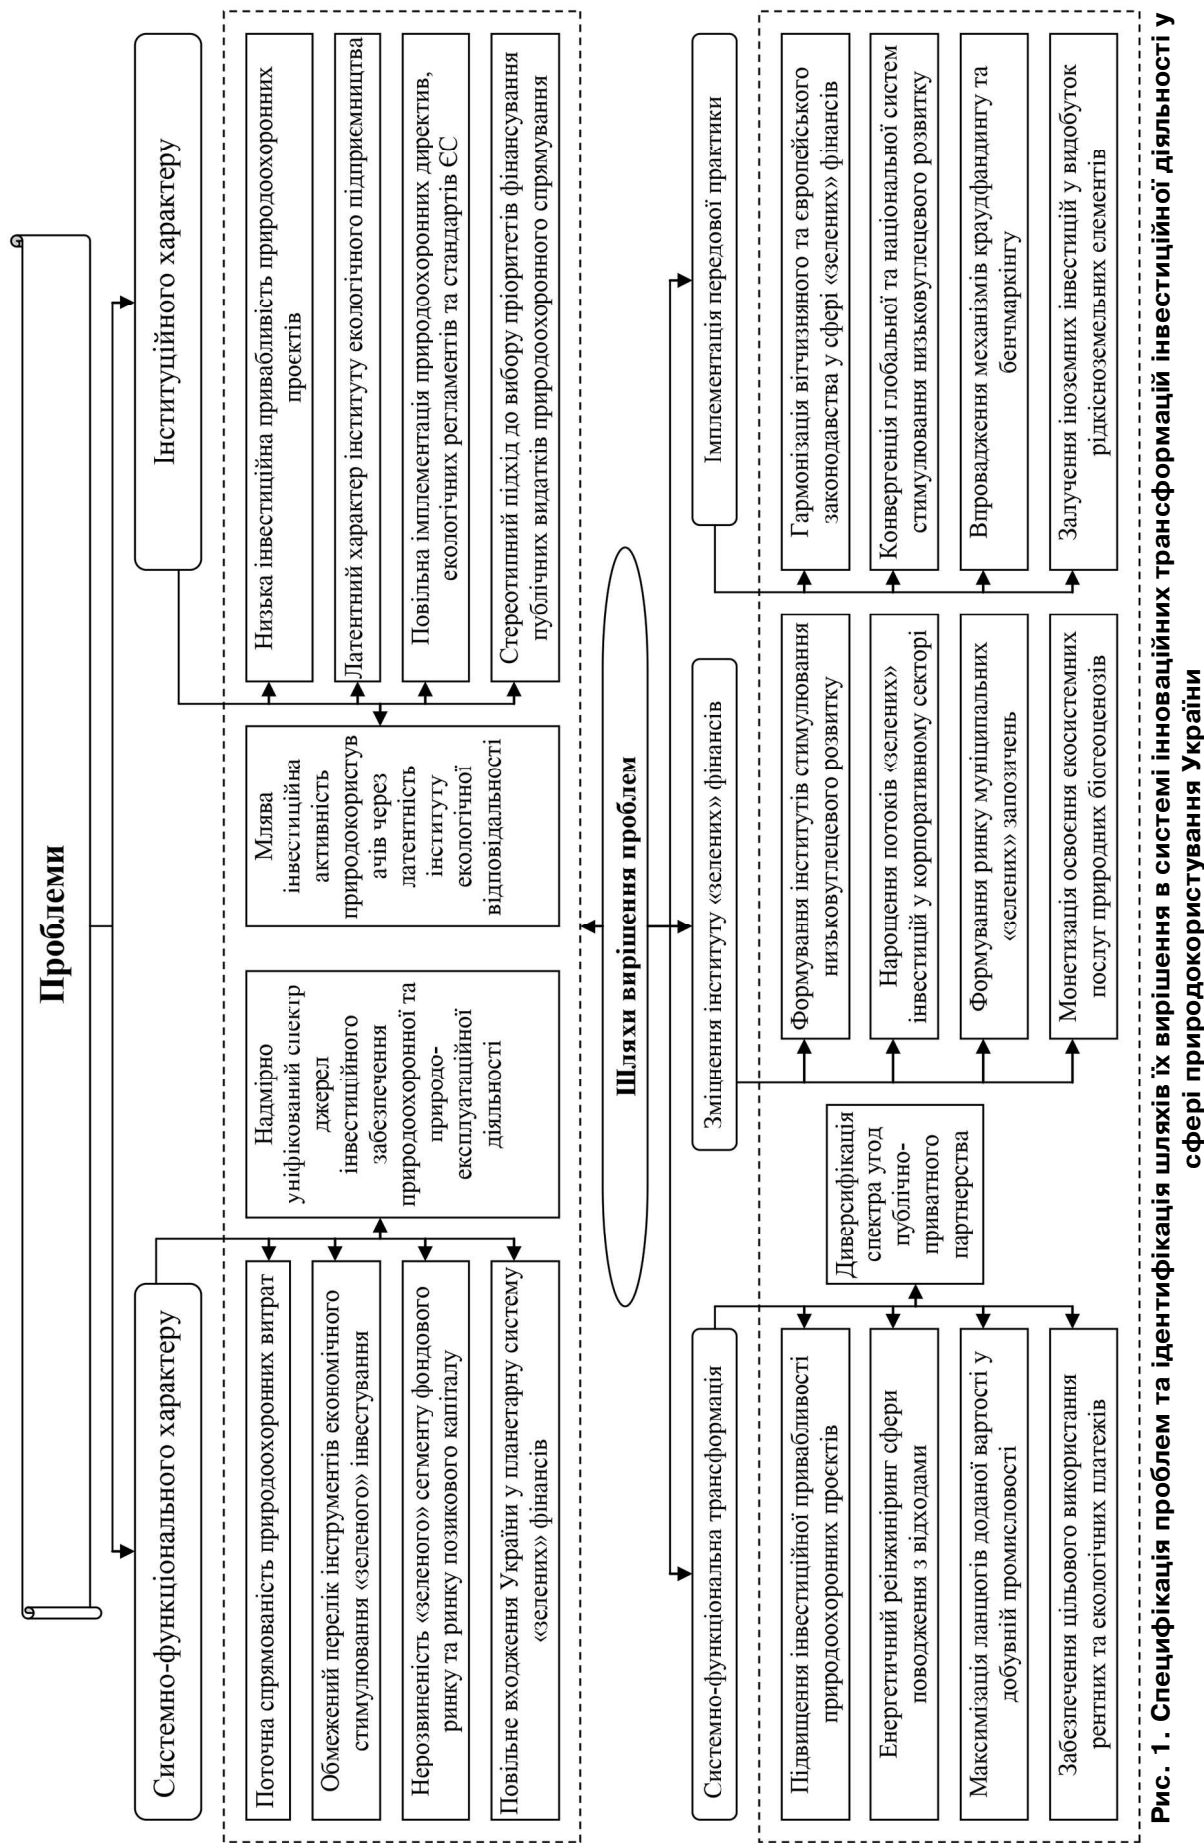 Проблеми
Системно-функціонального характеру
Інституційного характеру
Поточна спрямованість природоохоронних витрат
Обмежений перелік інструментів економічного
стимулювання «зеленого» інвестування
Нерозвиненість «зеленого» сегменту фондового
ринку та ринку позикового капіталу
Повільне входження України у планетарну систему
«зелених» фінансів
Надмірно
уніфікований спектр
джерел
інвестиційного
забезпечення
природоохоронної та
природо-
експлуатаційної
діяльності
Млява
інвестиційна
активність
природокористув
ачів через
латентність
інституту
екологічної
відповідальності
Низька інвестиційна привабливість природоохоронних
проєктів
Латентний характер інституту екологічного підприємництва
Повільна імплементація природоохоронних директив,
екологічних регламентів та стандартів ЄС
Стереотипний підхід до вибору пріоритетів фінансування
публічних видатків природоохоронного спрямування
Шляхи вирішення проблем
Системно-функціональна трансформація
Зміцнення інституту «зелених» фінансів
Імплементація передової практики
Підвищення інвестиційної привабливості
природоохоронних проєктів
Енергетичний реінжиніринг сфери
поводження з відходами
Максимізація ланцюгів доданої вартості у
добувній промисловості
Забезпечення цільового використання
рентних та екологічних платежів
Диверсифікація
спектра угод
публічно-
приватного
партнерства
Формування інститутів стимулювання
низьковуглецевого розвитку
Нарощення потоків «зелених»
інвестицій у корпоративному секторі
Формування ринку муніципальних
«зелених» запозичень
Монетизація освоєння екосистемних
послуг природних біогеоценозів
Гармонізація вітчизняного та європейського
законодавства у сфері «зелених» фінансів
Конвергенція глобальної та національної систем
стимулювання низьковуглецевого розвитку
Впровадження механізмів краудфандингу та
бенчмаркінгу
Залучення іноземних інвестицій у видобуток
рідкісноземельних елементів
Рис. 1. Специфікація проблем та ідентифікація шляхів їх вирішення в системі інноваційних трансформацій інвестиційної діяльності у
сфері природокористування України